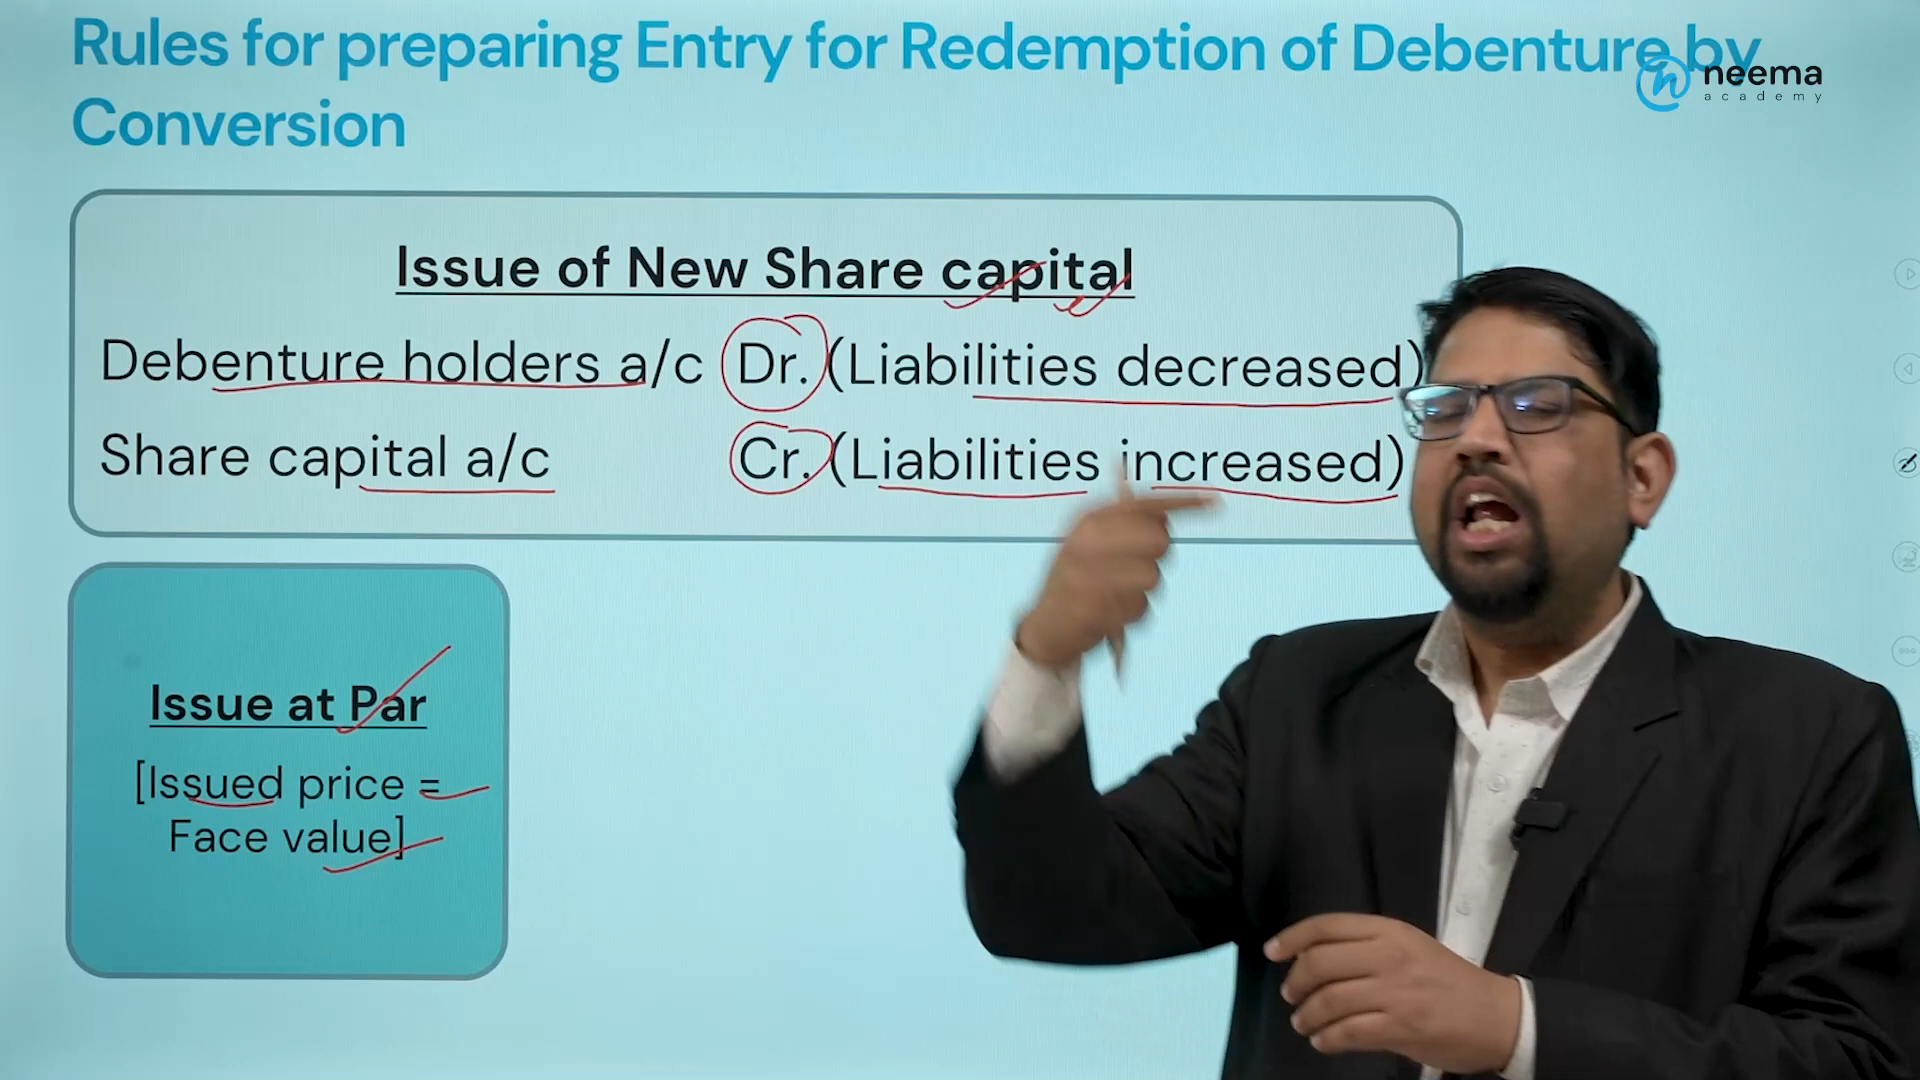 Rules for preparing Entry for Redemption of Debenture by
Conversion
neema
academy
Issue of New Share capital
Debenture holders a/c Dr. (Liabilities decreased)
Share capital a/c Cr. (Liabilities increased)
Issue at Par
[Issued price =
Face value]